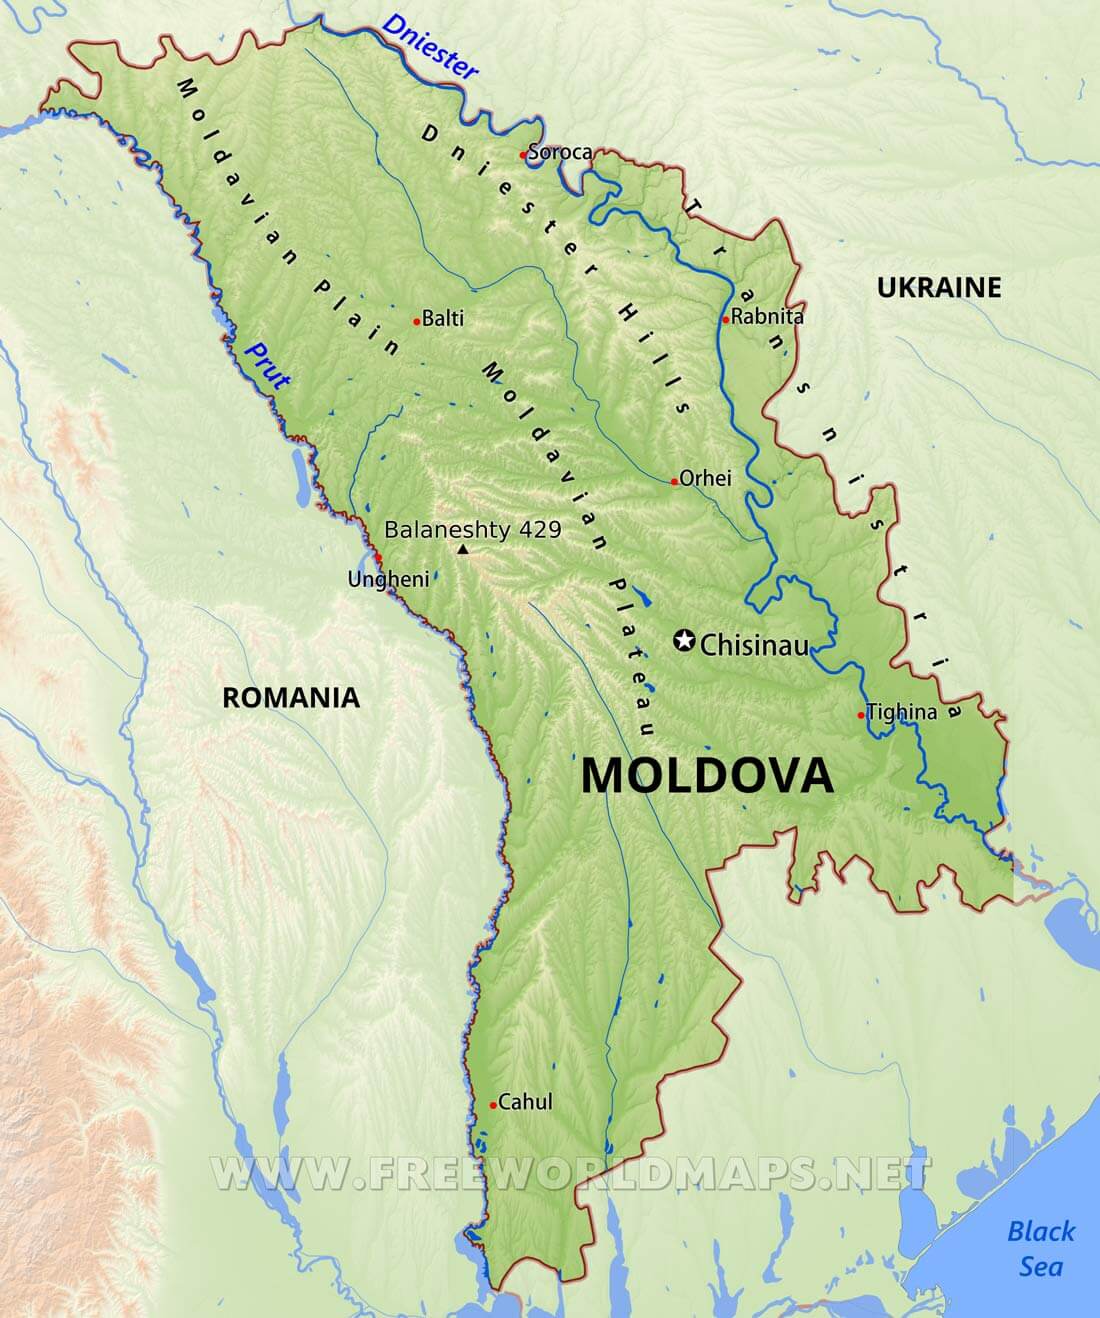 Dniester
Moldavian Plain
Dniester Hills
Soroca
Transnistria
UKRAINE
Rabnita
Balti
Prut
Moldavian Plateau
Orhei
Balaneshty 429
Ungheni
Chisinau
ROMANIA
Tighina
MOLDOVA
Cahul
WWW.FREEWORLDMAPS.NET
Black
Sea